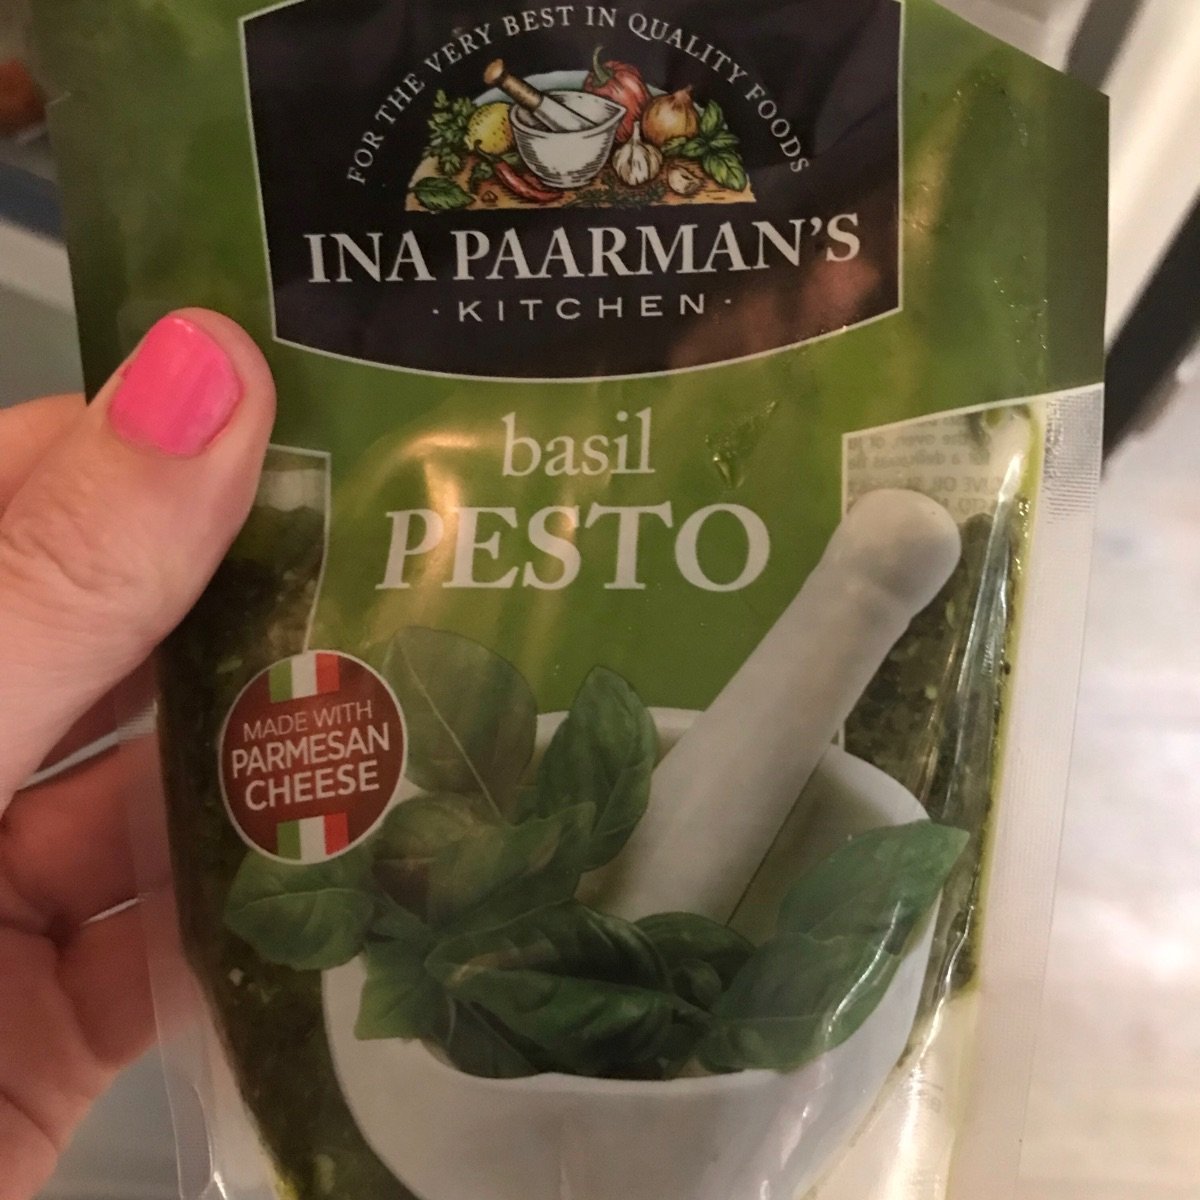 FOR THE VERY BEST IN QUALITY FOODS
INA PAARMAN'S
· KITCHEN ·
basil
PESTO
MADE WITH
PARMESAN
CHEESE